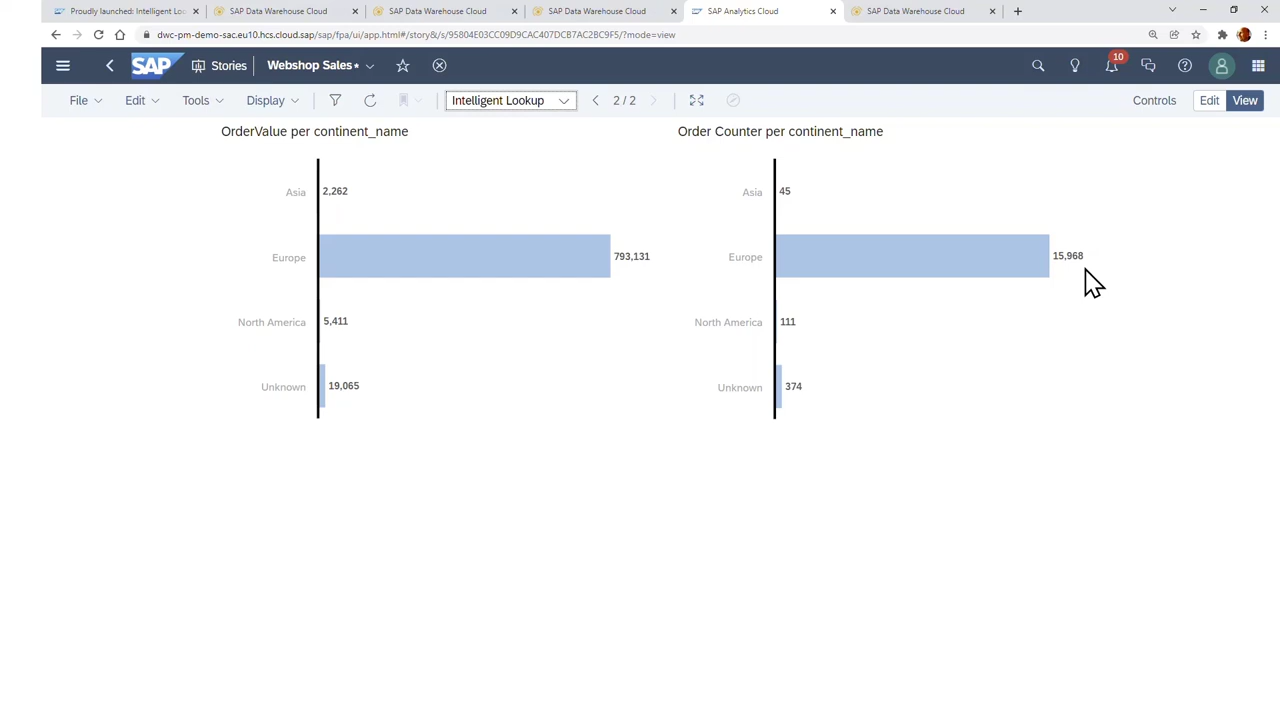 Proudly launched: Intelligent Loo
SAP Data Warehouse Cloud
SAP Data Warehouse Cloud
SAP Data Warehouse Cloud
SAP Analytics Cloud
SAP Data Warehouse Cloud
dwc-pm-demo-sac.eu10.hcs.cloud.sap/sap/fpa/ui/app.html#/story&/s/95804E03CC09D9CAC407DCB7AC2BC9F5/?mode=view
SAP
Stories
Webshop Sales*
10
File
Edit
Tools
Display
Intelligent Lookup
2 / 2
Controls
Edit
View
OrderValue per continent_name
Asia
2,262
Europe
793,131
North America
5,411
Unknown
19,065
Order Counter per continent_name
Asia
45
Europe
15,968
North America
111
Unknown
374